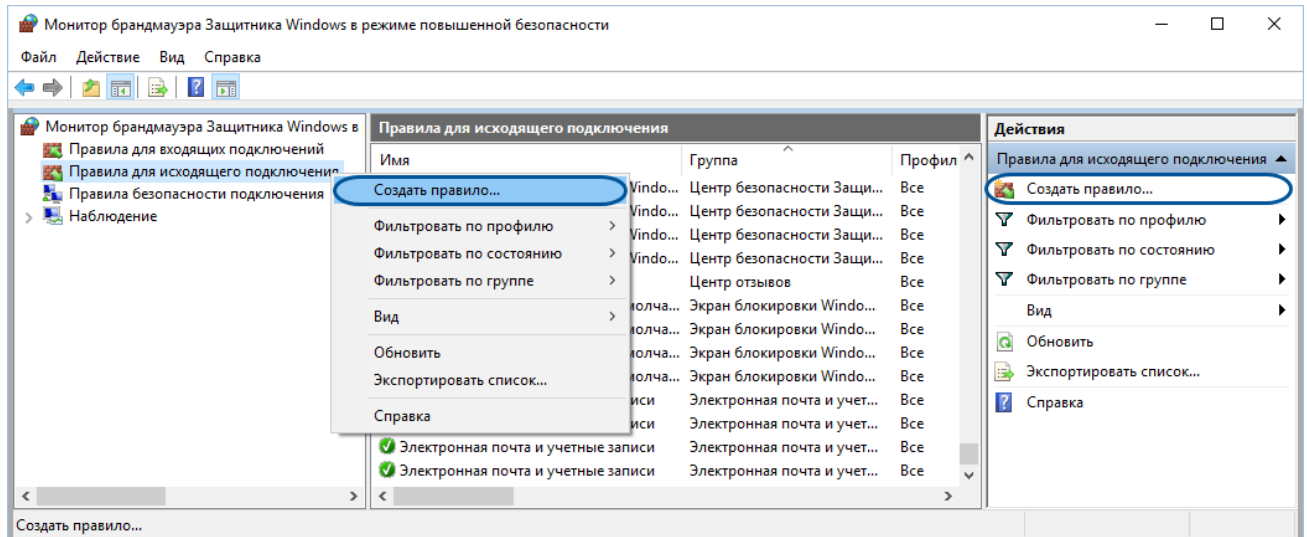 Монитор брандмауэра Защитника Windows в режиме повышенной безопасности
Файл Действие Вид Справка
Монитор брандмауэра Защитника Windows в
Правила для входящих подключений
Правила для исходящего подключения
Правила безопасности подключения
Наблюдение
Правила для исходящего подключения
Имя Группа Профил
Создать правило...
Фильтровать по профилю
Фильтровать по состоянию
Фильтровать по группе
Вид
Обновить
Экспортировать список...
Справка
Windo... Центр безопасности Защи... Все
Windo... Центр безопасности Защи... Все
Windo... Центр безопасности Защи... Все
Windo... Центр безопасности Защи... Все
Центр отзывов Все
молча... Экран блокировки Windo... Все
молча... Экран блокировки Windo... Все
молча... Экран блокировки Windo... Все
молча... Экран блокировки Windo... Все
иси Электронная почта и учет... Все
иси Электронная почта и учет... Все
Электронная почта и учетные записи Электронная почта и учет... Все
Электронная почта и учетные записи Электронная почта и учет... Все
Действия
Правила для исходящего подключения
Создать правило...
Фильтровать по профилю
Фильтровать по состоянию
Фильтровать по группе
Вид
Обновить
Экспортировать список...
Справка
Создать правило...